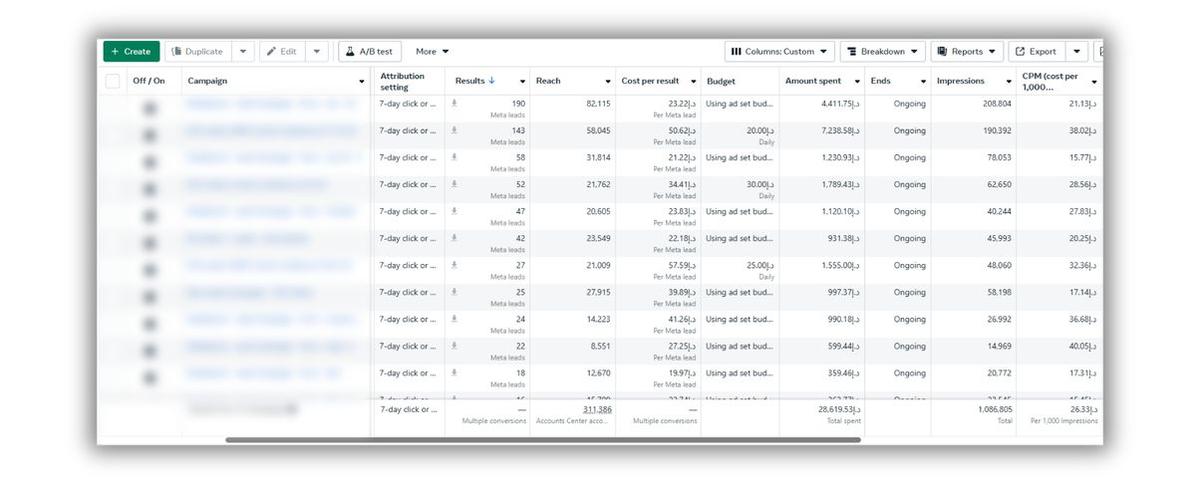 + Create Duplicate Edit A/B test More Columns: Custom Breakdown Reports Export
Off / On Campaign Attribution setting Results ↓ Reach Cost per result Budget Amount spent Ends Impressions CPM (cost per 1,000...
7-day click or ... 190 82,115 23.22د.إ Using ad set bud... 4,411.75د.إ Ongoing 208,804 21.13د.إ
Meta leads Per Meta lead
7-day click or ... 143 58,045 50.62د.إ 20.00د.إ 7,238.58د.إ Ongoing 190,392 38.02د.إ
Meta leads Per Meta lead Daily
7-day click or ... 58 31,814 21.22د.إ Using ad set bud... 1,230.93د.إ Ongoing 78,053 15.77د.إ
Meta leads Per Meta lead
7-day click or ... 52 21,762 34.41د.إ 30.00د.إ 1,789.43د.إ Ongoing 62,650 28.56د.إ
Meta leads Per Meta lead Daily
7-day click or ... 47 20,605 23.83د.إ Using ad set bud... 1,120.10د.إ Ongoing 40,244 27.83د.إ
Meta leads Per Meta lead
7-day click or ... 42 23,549 22.18د.إ Using ad set bud... 931.38د.إ Ongoing 45,993 20.25د.إ
Meta leads Per Meta lead
7-day click or ... 27 21,009 57.59د.إ 25.00د.إ 1,555.00د.إ Ongoing 48,060 32.36د.إ
Meta leads Per Meta lead Daily
7-day click or ... 25 27,915 39.89د.إ Using ad set bud... 997.37د.إ Ongoing 58,198 17.14د.إ
Meta leads Per Meta lead
7-day click or ... 24 14,223 41.26د.إ Using ad set bud... 990.18د.إ Ongoing 26,992 36.68د.إ
Meta leads Per Meta lead
7-day click or ... 22 8,551 27.25د.إ Using ad set bud... 599.44د.إ Ongoing 14,969 40.05د.إ
Meta leads Per Meta lead
7-day click or ... 18 12,670 19.97د.إ Using ad set bud... 359.46د.إ Ongoing 20,772 17.31د.إ
Meta leads Per Meta lead
7-day click or ... — 311,386 — 28,619.53د.إ 1,086,805 26.33د.إ
Multiple conversions Accounts Center acco... Multiple conversions Total spent Total Per 1,000 Impressions